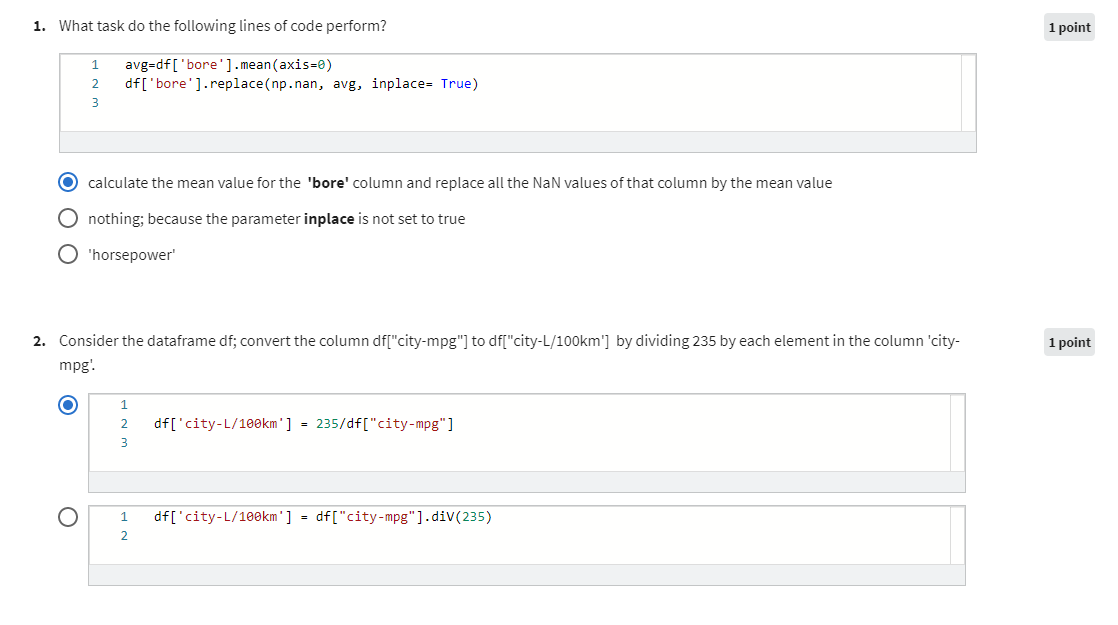 1. What task do the following lines of code perform?
1 point
1 avg=df['bore'].mean(axis=0)
2 df['bore'].replace(np.nan, avg, inplace= True)
3
calculate the mean value for the 'bore' column and replace all the NaN values of that column by the mean value
nothing; because the parameter inplace is not set to true
'horsepower'
2. Consider the dataframe df; convert the column df["city-mpg"] to df["city-L/100km'] by dividing 235 by each element in the column 'city-
mpg'.
1 point
1
2 df['city-L/100km'] = 235/df["city-mpg"]
3
1 df['city-L/100km'] = df["city-mpg"].diV(235)
2